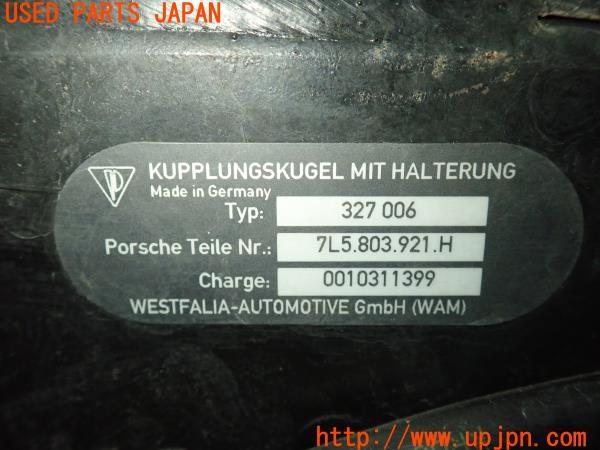 USED PARTS JAPAN
KUPPLUNGSKUGEL MIT HALTERUNG
Made in Germany
Typ: 327 006
Porsche Teile Nr.: 7L5.803.921.H
Charge: 0010311399
WESTFALIA-AUTOMOTIVE GmbH (WAM)
http://www.upjpn.com/